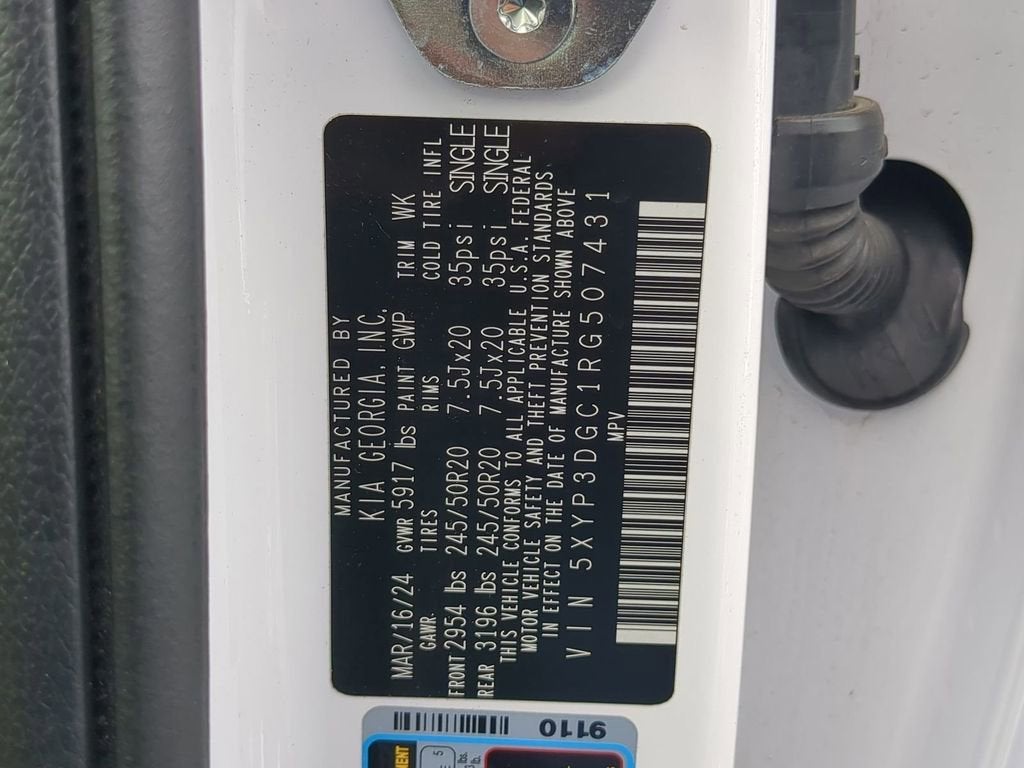 MANUFACTURED BY
KIA GEORGIA, INC.
MAR/16/24 GVWR 5917 lbs PAINT GWP TRIM WK
GAWR. TIRES RIMS COLD TIRE INFL
FRONT 2954 lbs 245/50R20 7.5Jx20 35psi SINGLE
REAR 3196 lbs 245/50R20 7.5Jx20 35psi SINGLE
THIS VEHICLE CONFORMS TO ALL APPLICABLE U.S.A. FEDERAL
MOTOR VEHICLE SAFETY AND THEFT PREVENTION STANDARDS
IN EFFECT ON THE DATE OF MANUFACTURE SHOWN ABOVE
VIN 5XYP3DGC1RG507431
MPV
9110